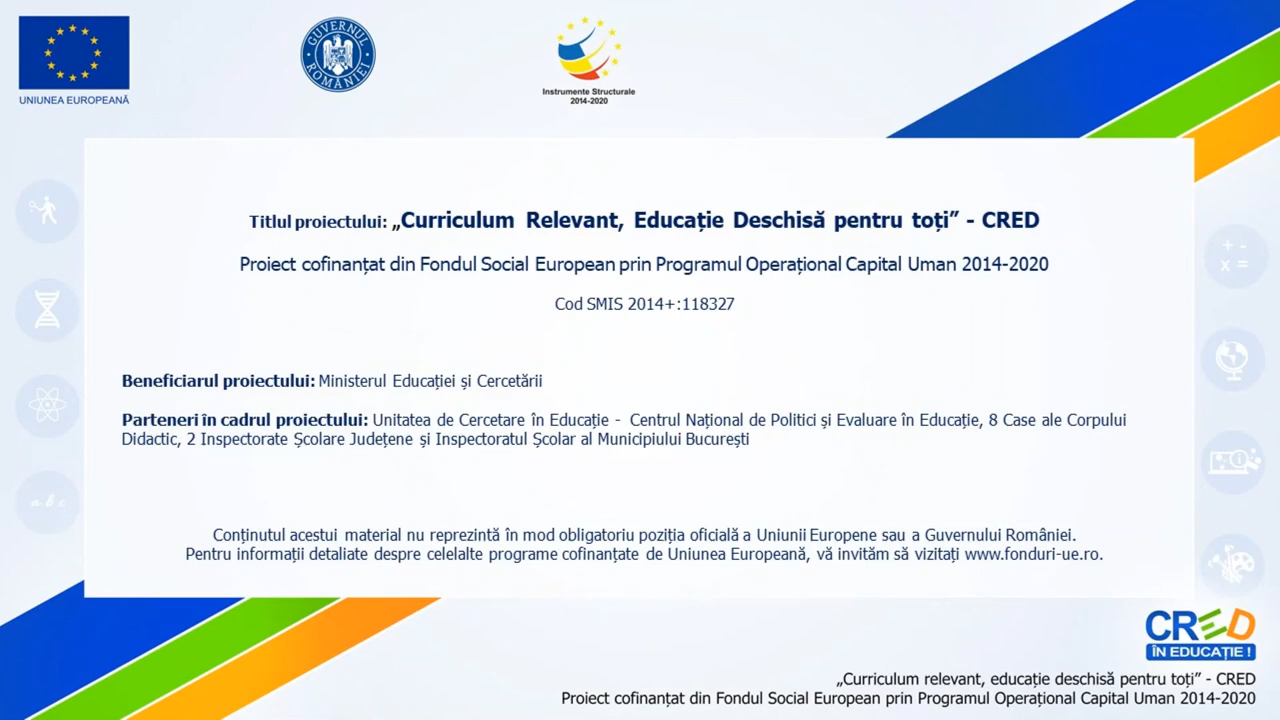 UNIUNEA EUROPEANĂ
GUVERNUL ROMÂNIEI
Instrumente Structurale
2014-2020
Titlul proiectului: „Curriculum Relevant, Educație Deschisă pentru toți” - CRED
Proiect cofinanțat din Fondul Social European prin Programul Operațional Capital Uman 2014-2020
Cod SMIS 2014+:118327
+ -
x =
Beneficiarul proiectului: Ministerul Educației și Cercetării
Parteneri în cadrul proiectului: Unitatea de Cercetare în Educație - Centrul Național de Politici și Evaluare în Educație, 8 Case ale Corpului
Didactic, 2 Inspectorate Școlare Județene și Inspectoratul Școlar al Municipiului București
a b c
Conținutul acestui material nu reprezintă în mod obligatoriu poziția oficială a Uniunii Europene sau a Guvernului României.
Pentru informații detaliate despre celelalte programe cofinanțate de Uniunea Europeană, vă invităm să vizitați www.fonduri-ue.ro.
CRED
ÎN EDUCAȚIE !
„Curriculum relevant, educație deschisă pentru toți” - CRED
Proiect cofinanțat din Fondul Social European prin Programul Operațional Capital Uman 2014-2020